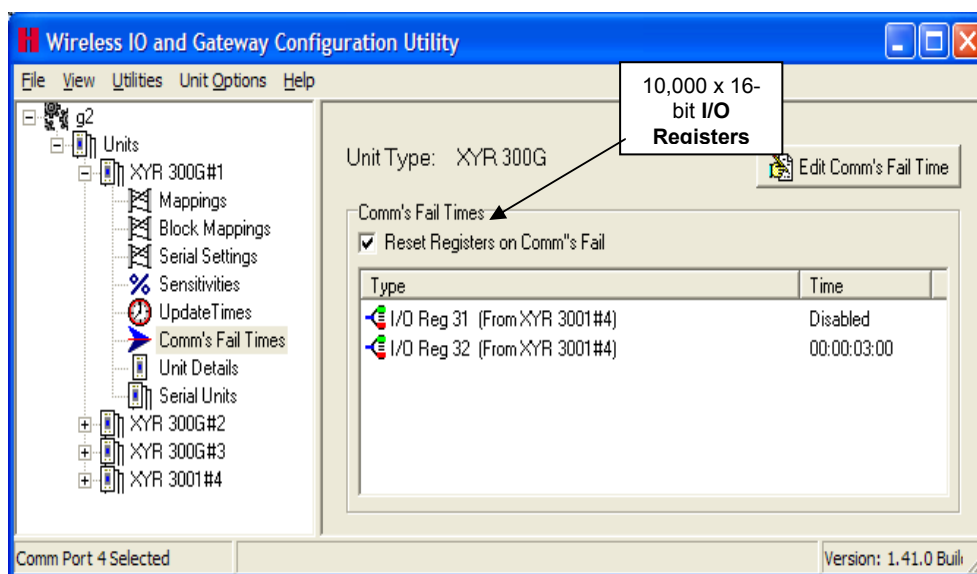 Wireless IO and Gateway Configuration Utility
File View Utilities Unit Options Help
10,000 x 16-
bit I/O
Registers
g2
Units
XYR 300G#1
Mappings
Block Mappings
Serial Settings
Sensitivities
UpdateTimes
Comm's Fail Times
Unit Details
Serial Units
XYR 300G#2
XYR 300G#3
XYR 3001#4
Unit Type: XYR 300G
Edit Comm's Fail Time
Comm's Fail Times
Reset Registers on Comm"s Fail
Type Time
I/O Reg 31 (From XYR 3001#4) Disabled
I/O Reg 32 (From XYR 3001#4) 00:00:03:00
Comm Port 4 Selected
Version: 1.41.0 Buil